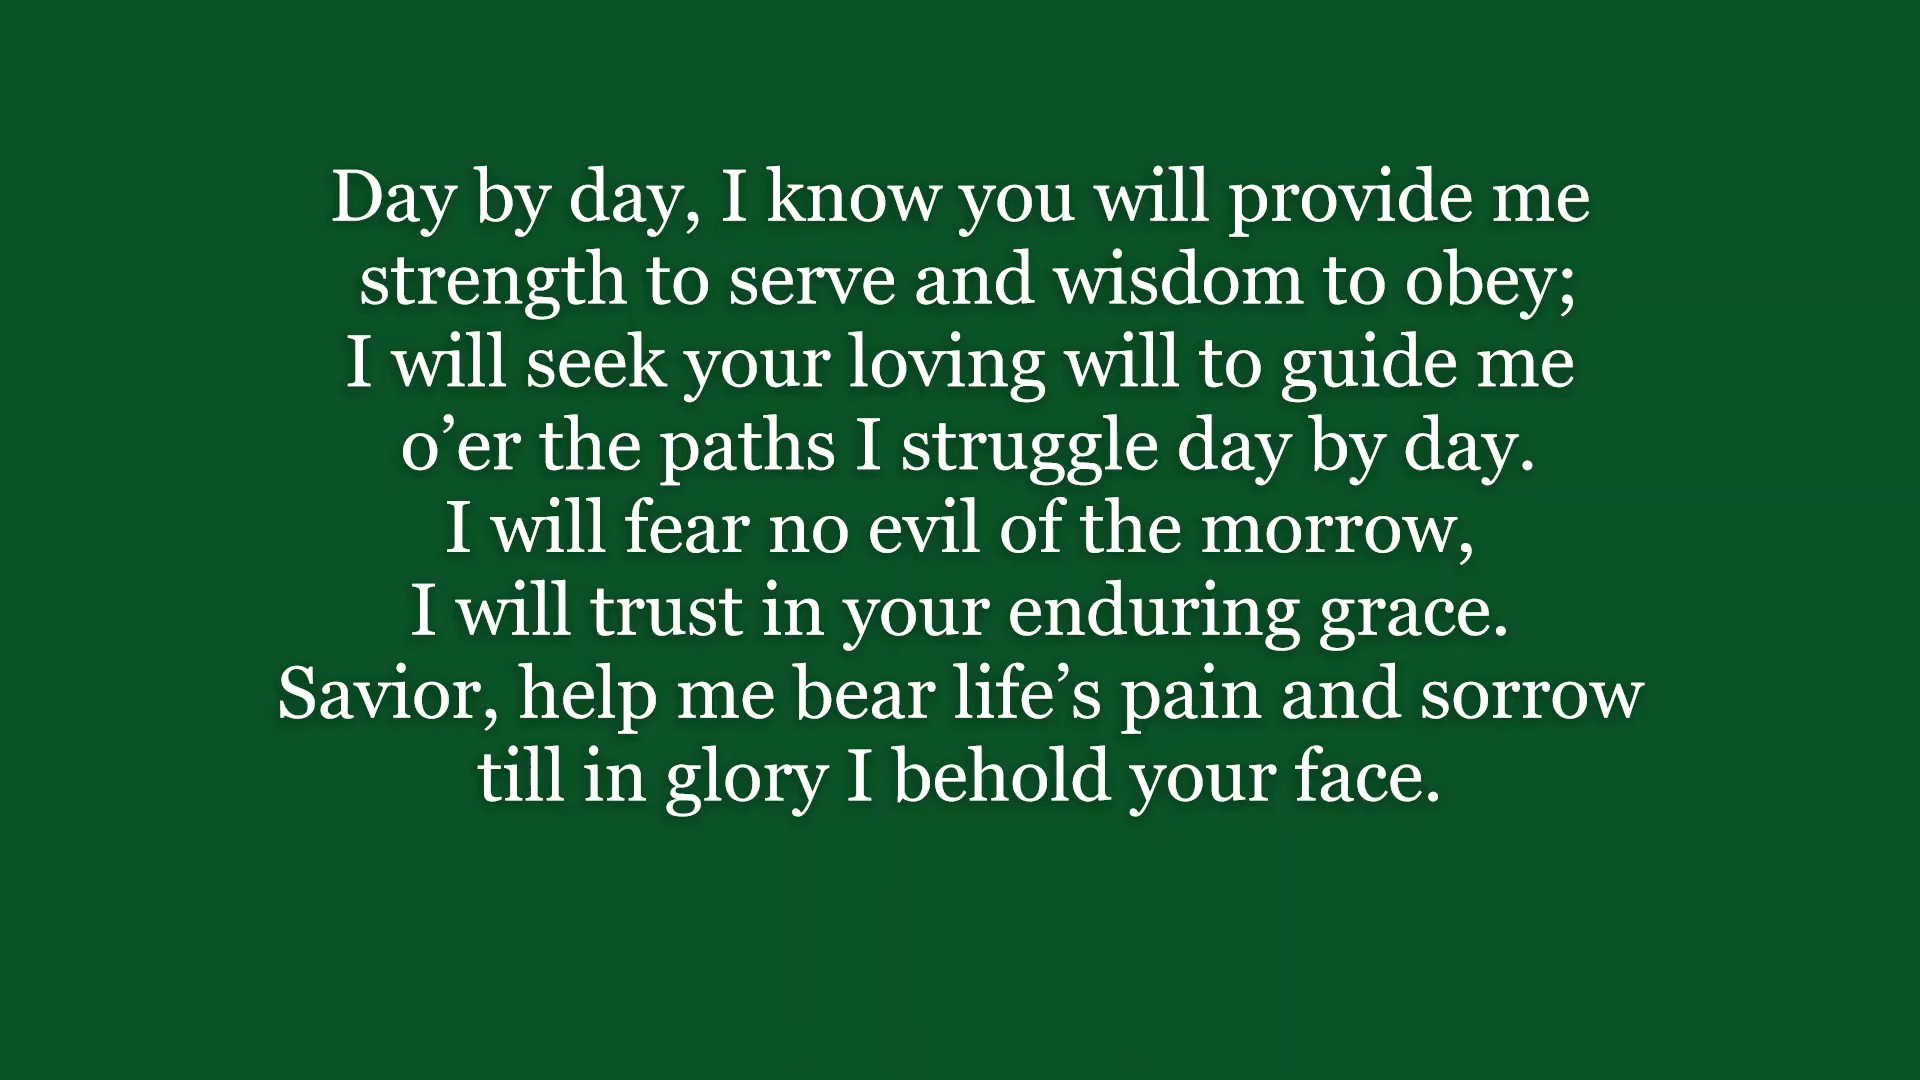 Day by day, I know you will provide me
strength to serve and wisdom to obey;
I will seek your loving will to guide me
o’er the paths I struggle day by day.
I will fear no evil of the morrow,
I will trust in your enduring grace.
Savior, help me bear life’s pain and sorrow
till in glory I behold your face.